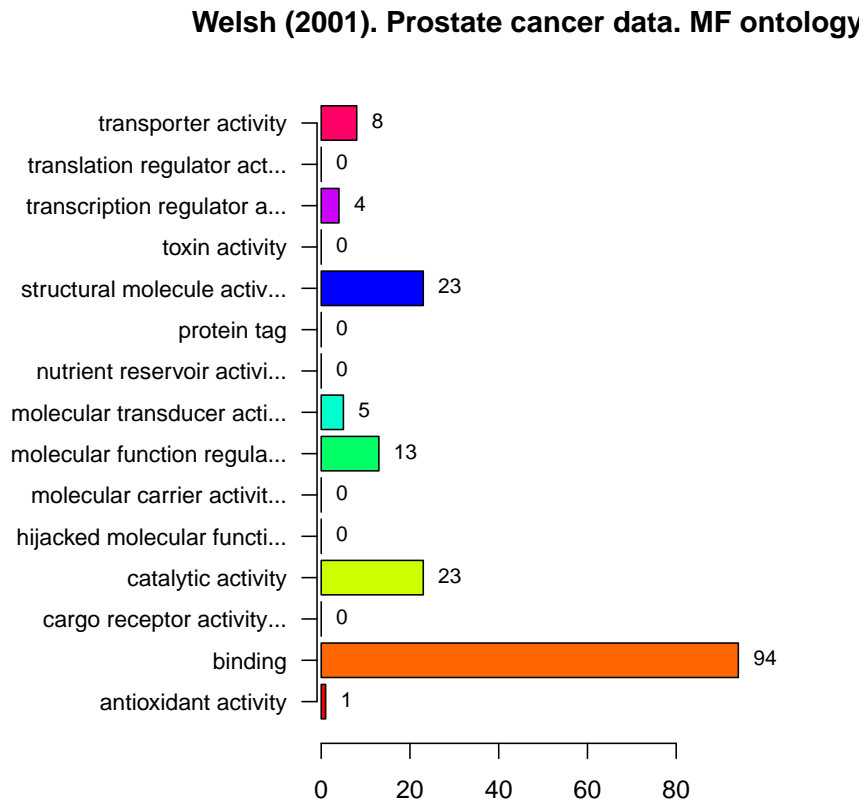 Welsh (2001). Prostate cancer data. MF ontology
transporter activity 8
translation regulator act... 0
transcription regulator a... 4
toxin activity 0
structural molecule activ... 23
protein tag 0
nutrient reservoir activi... 0
molecular transducer acti... 5
molecular function regula... 13
molecular carrier activit... 0
hijacked molecular functi... 0
catalytic activity 23
cargo receptor activity... 0
binding 94
antioxidant activity 1
0 20 40 60 80